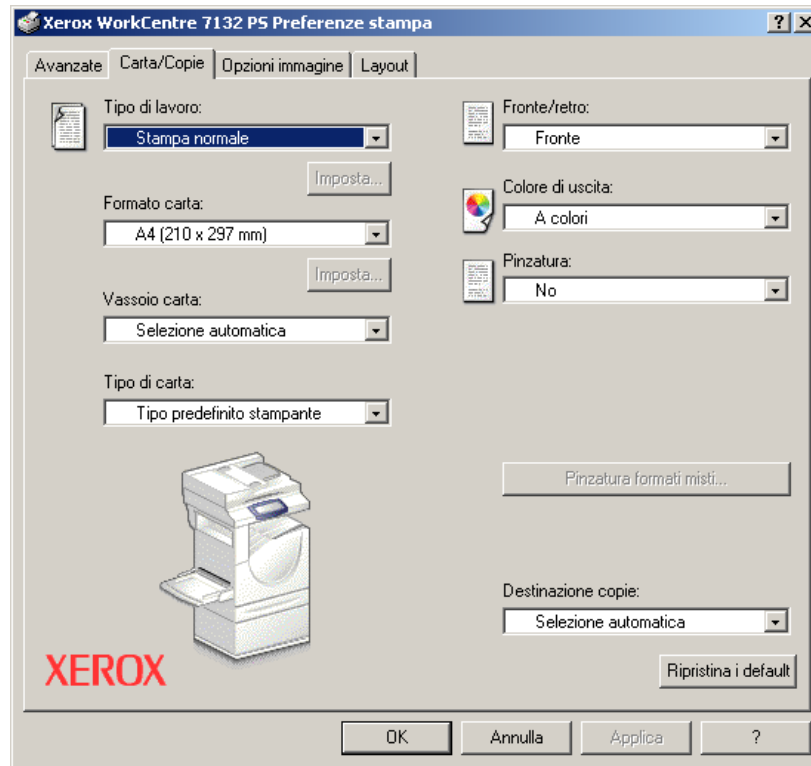 Xerox WorkCentre 7132 PS Preferenze stampa
Avanzate
Carta/Copie
Opzioni immagine
Layout
Tipo di lavoro:
Stampa normale
Imposta...
Formato carta:
A4 (210 x 297 mm)
Imposta...
Vassoio carta:
Selezione automatica
Tipo di carta:
Tipo predefinito stampante
Fronte/retro:
Fronte
Colore di uscita:
A colori
Pinzatura:
No
Pinzatura formati misti...
Destinazione copie:
Selezione automatica
XEROX
Ripristina i default
OK
Annulla
Applica
?